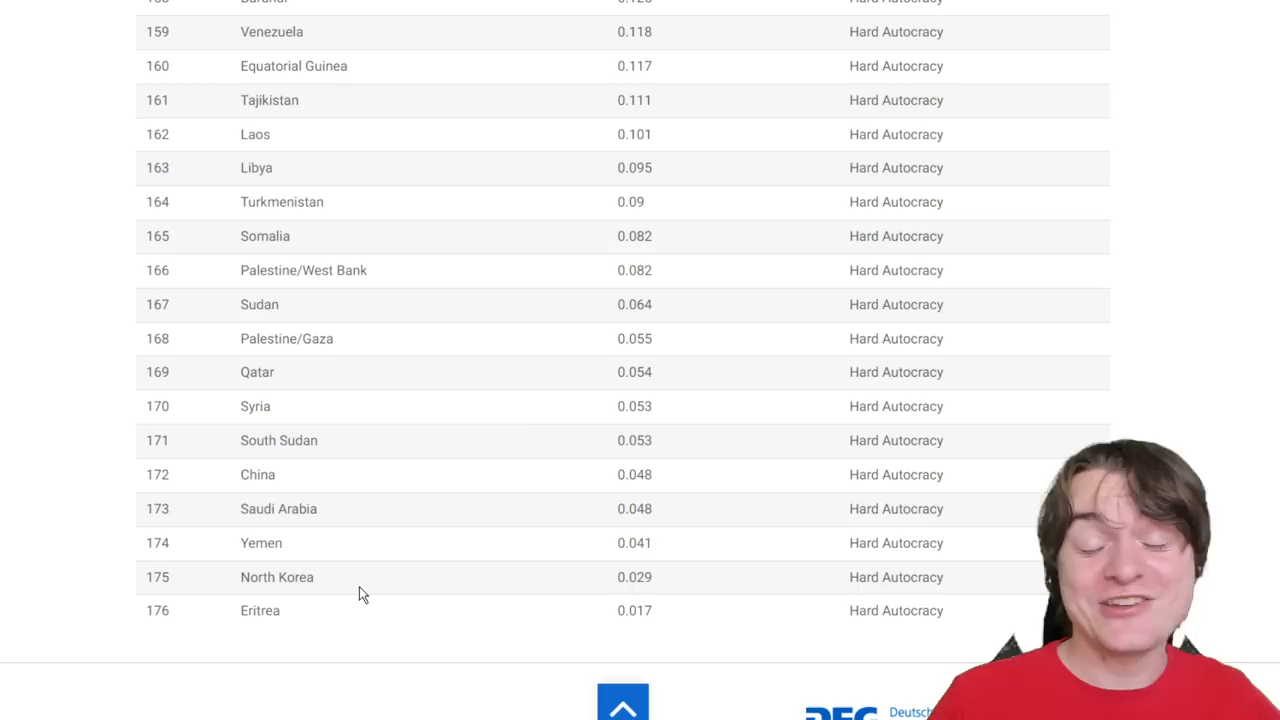 159 Venezuela 0.118 Hard Autocracy
160 Equatorial Guinea 0.117 Hard Autocracy
161 Tajikistan 0.111 Hard Autocracy
162 Laos 0.101 Hard Autocracy
163 Libya 0.095 Hard Autocracy
164 Turkmenistan 0.09 Hard Autocracy
165 Somalia 0.082 Hard Autocracy
166 Palestine/West Bank 0.082 Hard Autocracy
167 Sudan 0.064 Hard Autocracy
168 Palestine/Gaza 0.055 Hard Autocracy
169 Qatar 0.054 Hard Autocracy
170 Syria 0.053 Hard Autocracy
171 South Sudan 0.053 Hard Autocracy
172 China 0.048 Hard Autocracy
173 Saudi Arabia 0.048 Hard Autocracy
174 Yemen 0.041 Hard Autocracy
175 North Korea 0.029 Hard Autocracy
176 Eritrea 0.017 Hard Autocracy